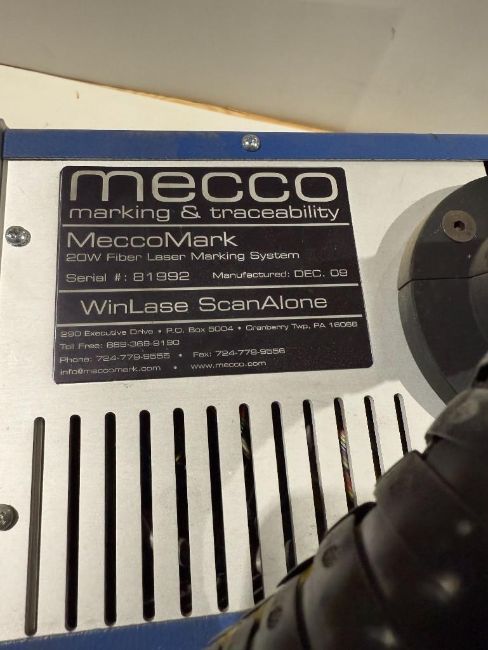 mecco
marking & traceability
MeccoMark
20W Fiber Laser Marking System
Serial #: 81992 Manufactured: DEC. 09
WinLase ScanAlone
290 Executive Drive • P.O. Box 5004 • Cranberry Twp, PA 16066
Toll Free: 888-369-9190
Phone: 724-779-9555 • Fax: 724-779-9556
info@meccomark.com • www.mecco.com